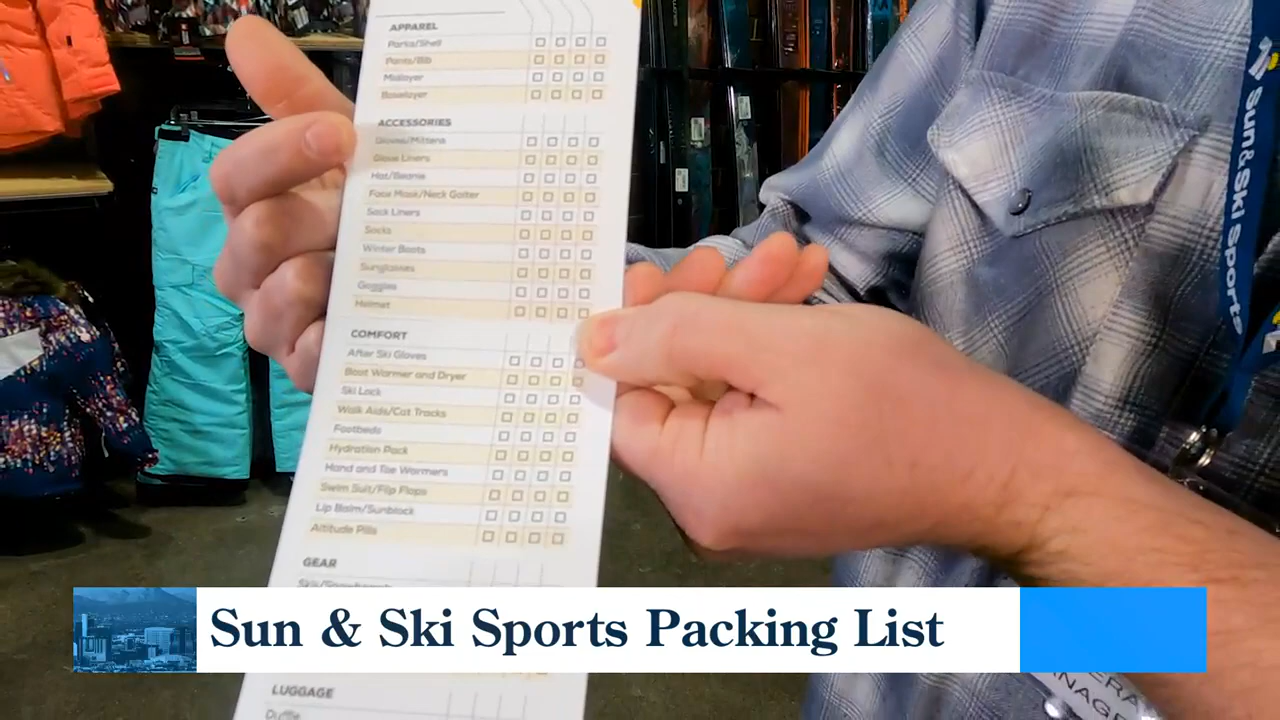 APPAREL
Parka/Shell
Pants/Bib
Midlayer
Baselayer
ACCESSORIES
Gloves/Mittens
Glove Liners
Hat/Beanie
Face Mask/Neck Gaiter
Sock Liners
Socks
Winter Boots
Sunglasses
Goggles
Helmet
COMFORT
After Ski Gloves
Boot Warmer and Dryer
Ski Lock
Walk Aids/Cat Tracks
Footbeds
Hydration Pack
Hand and Toe Warmers
Swim Suit/Flip Flops
Lip Balm/Sunblock
Altitude Pills
GEAR
Sun & Ski Sports Packing List
LUGGAGE
Duffle
Sun&Ski Sports